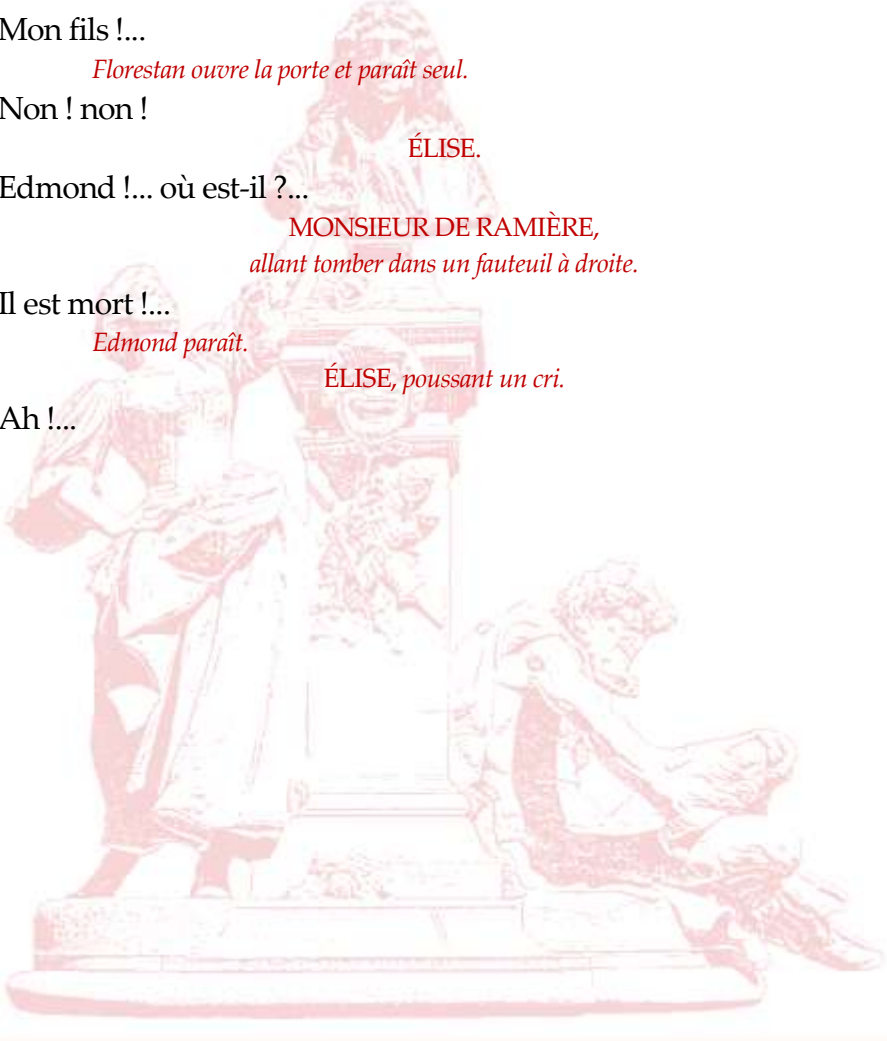 Mon fils !...
Florestan ouvre la porte et paraît seul.
Non ! non !
ÉLISE.
Edmond !... où est-il ?...
MONSIEUR DE RAMIÈRE,
allant tomber dans un fauteuil à droite.
Il est mort !...
Edmond paraît.
ÉLISE, poussant un cri.
Ah !...